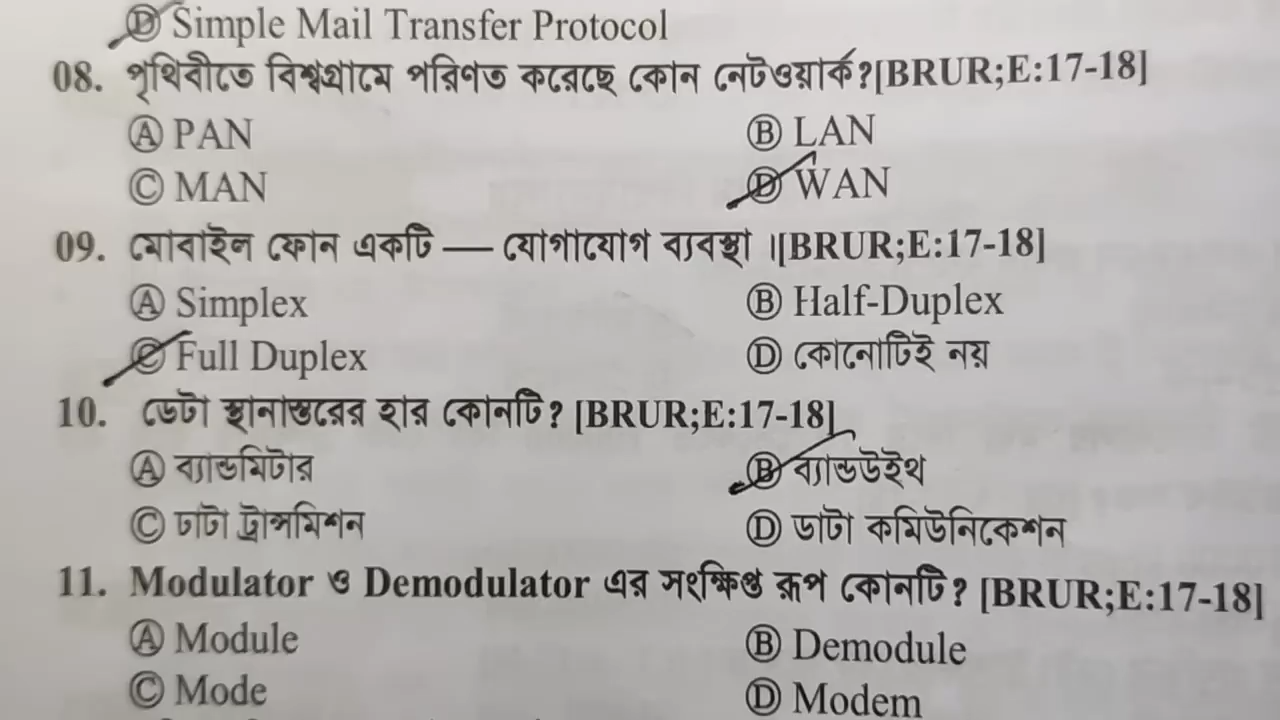 Ⓓ Simple Mail Transfer Protocol
08. পৃথিবীতে বিশ্বগ্রামে পরিণত করেছে কোন নেটওয়ার্ক?[BRUR;E:17-18]
Ⓐ PAN Ⓑ LAN
Ⓒ MAN Ⓓ WAN
09. মোবাইল ফোন একটি — যোগাযোগ ব্যবস্থা ।[BRUR;E:17-18]
Ⓐ Simplex Ⓑ Half-Duplex
Ⓒ Full Duplex Ⓓ কোনোটিই নয়
10. ডেটা স্থানান্তরের হার কোনটি? [BRUR;E:17-18]
Ⓐ ব্যান্ডমিটার Ⓑ ব্যান্ডউইথ
Ⓒ ঢাটা ট্রান্সমিশন Ⓓ ডাটা কমিউনিকেশন
11. Modulator ও Demodulator এর সংক্ষিপ্ত রূপ কোনটি? [BRUR;E:17-18]
Ⓐ Module Ⓑ Demodule
Ⓒ Mode Ⓓ Modem